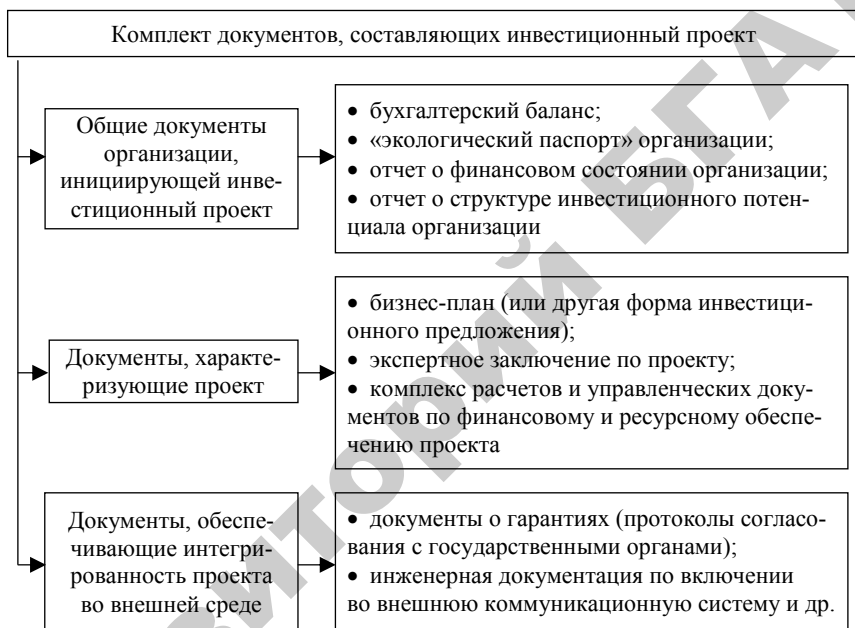 Комплект документов, составляющих инвестиционный проект
Общие документы
организации,
инициирующей инве-
стиционный проект
• бухгалтерский баланс;
• «экологический паспорт» организации;
• отчет о финансовом состоянии организации;
• отчет о структуре инвестиционного потен-
циала организации
Документы, характе-
ризующие проект
• бизнес-план (или другая форма инвестици-
онного предложения);
• экспертное заключение по проекту;
• комплекс расчетов и управленческих доку-
ментов по финансовому и ресурсному обеспе-
чению проекта
Документы, обеспе-
чивающие интегри-
рованность проекта
во внешней среде
• документы о гарантиях (протоколы согласо-
вания с государственными органами);
• инженерная документация по включении
во внешнюю коммуникационную систему и др.